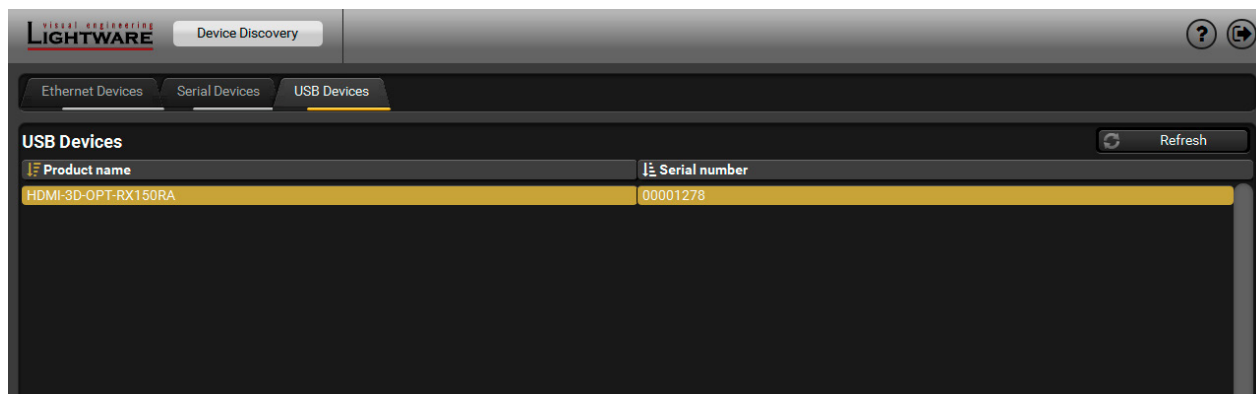 visual engineering
LIGHTWARE
Device Discovery
?
Ethernet Devices Serial Devices USB Devices
USB Devices Refresh
Product name Serial number
HDMI-3D-OPT-RX150RA 00001278